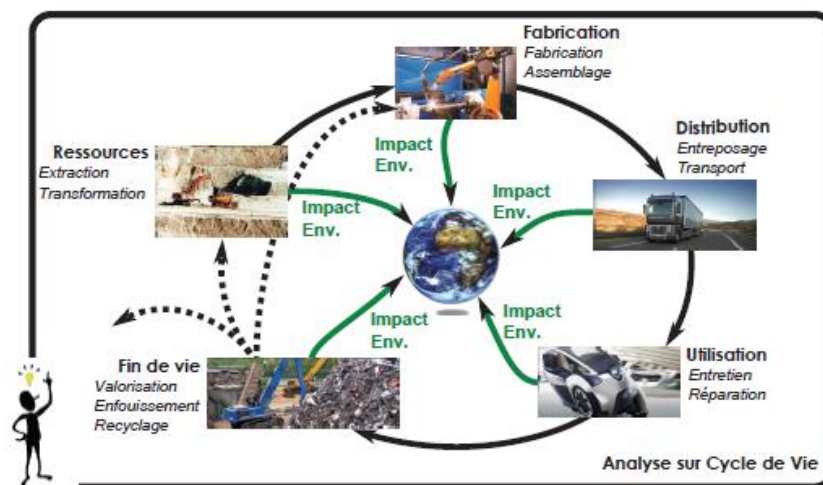 Fabrication
Fabrication
Assemblage
Impact
Env.
Distribution
Entreposage
Transport
Ressources
Extraction
Transformation
Impact
Env.
Impact
Env.
Impact
Env.
Impact
Env.
Utilisation
Entretien
Réparation
Fin de vie
Valorisation
Enfouissement
Recyclage
Analyse sur Cycle de Vie